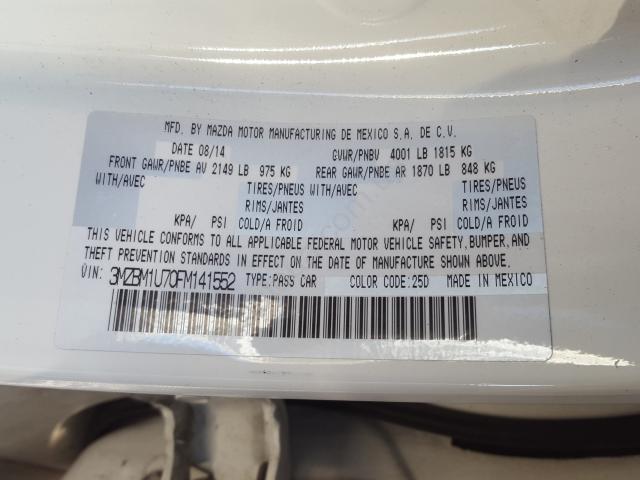 MFD. BY MAZDA MOTOR MANUFACTURING DE MEXICO S.A. DE C.V.
DATE 08/14 GVWR/PNBV 4001 LB 1815 KG
FRONT GAWR/PNBE AV 2149 LB 975 KG REAR GAWR/PNBE AR 1870 LB 848 KG
WITH/AVEC TIRES/PNEUS WITH/AVEC TIRES/PNEUS
RIMS/JANTES RIMS/JANTES
KPA/ PSI COLD/A FROID KPA/ PSI COLD/A FROID
THIS VEHICLE CONFORMS TO ALL APPLICABLE FEDERAL MOTOR VEHICLE SAFETY, BUMPER, AND
THEFT PREVENTION STANDARDS IN EFFECT ON THE DATE OF MANUFACTURE SHOWN ABOVE.
VIN: 3MZBM1U70FM141552 TYPE: PASS CAR COLOR CODE: 25D MADE IN MEXICO